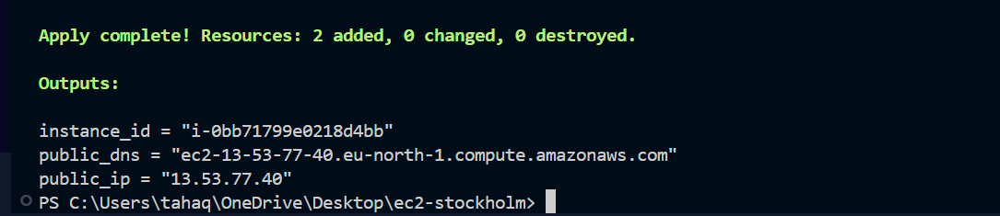 Apply complete! Resources: 2 added, 0 changed, 0 destroyed.
Outputs:
instance_id = "i-0bb71799e0218d4bb"
public_dns = "ec2-13-53-77-40.eu-north-1.compute.amazonaws.com"
public_ip = "13.53.77.40"
PS C:\Users\tahaq\OneDrive\Desktop\ec2-stockholm>